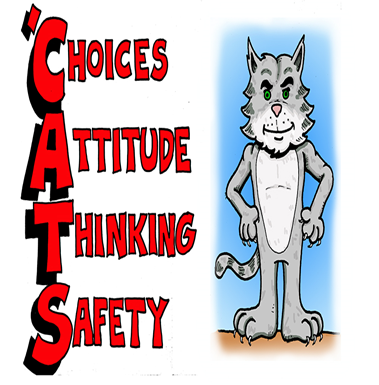 'CHOICES
ATTITUDE
THINKING
SAFETY